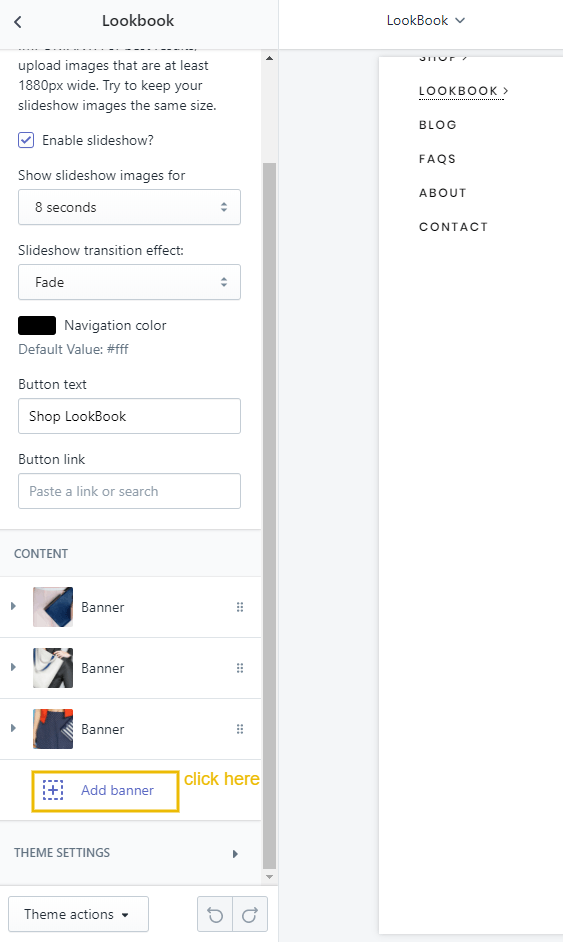 Lookbook
upload images that are at least
1880px wide. Try to keep your
slideshow images the same size.
Enable slideshow?
Show slideshow images for
8 seconds
Slideshow transition effect:
Fade
Navigation color
Default Value: #fff
Button text
Shop LookBook
Button link
Paste a link or search
CONTENT
Banner
Banner
Banner
Add banner
click here
THEME SETTINGS
Theme actions
LookBook
SHOP
LOOKBOOK
BLOG
FAQS
ABOUT
CONTACT